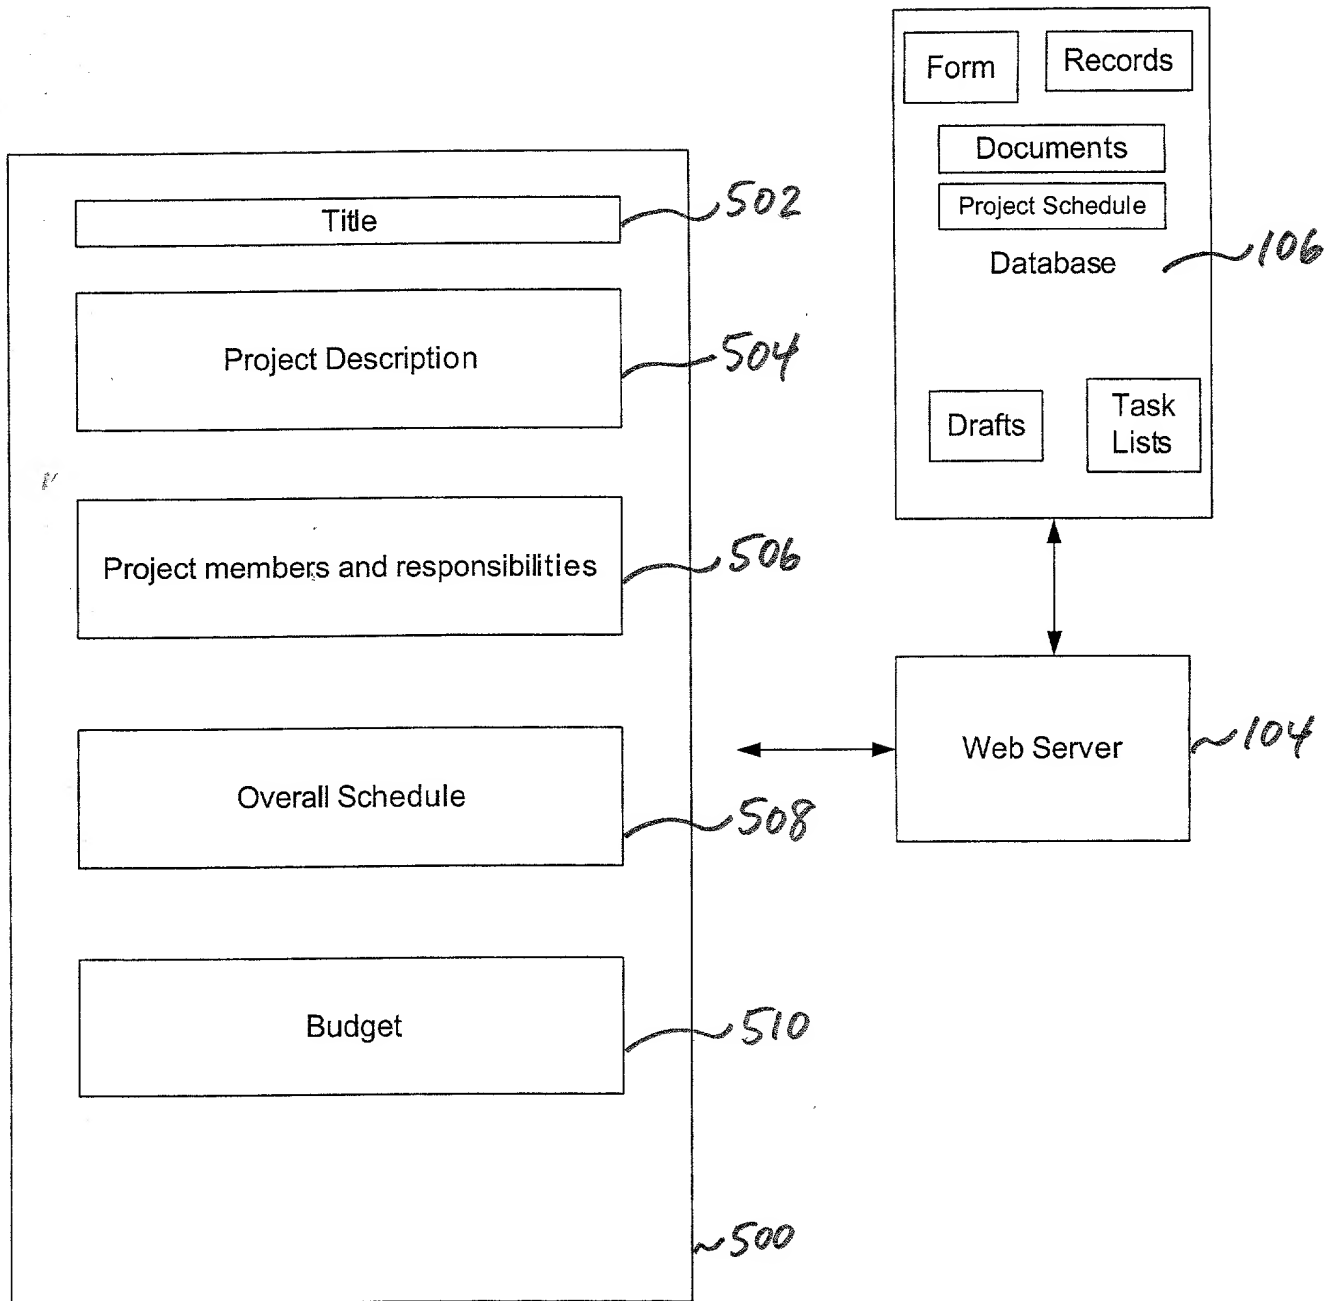 Title
502
Project Description
504
Project members and responsibilities
506
Overall Schedule
508
Budget
510
500
Form
Records
Documents
Project Schedule
Database
106
Drafts
Task
Lists
Web Server
104